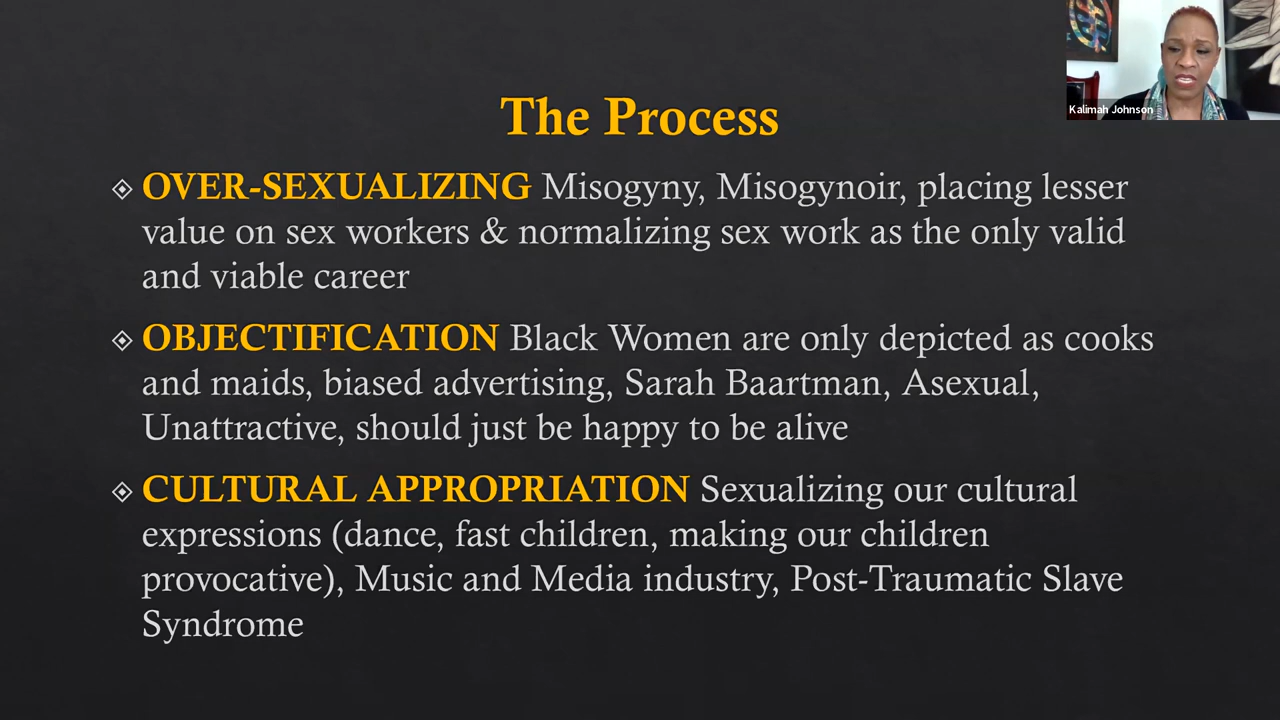 Kalimah Johnson
The Process
OVER-SEXUALIZING Misogyny, Misogynoir, placing lesser
value on sex workers & normalizing sex work as the only valid
and viable career
OBJECTIFICATION Black Women are only depicted as cooks
and maids, biased advertising, Sarah Baartman, Asexual,
Unattractive, should just be happy to be alive
CULTURAL APPROPRIATION Sexualizing our cultural
expressions (dance, fast children, making our children
provocative), Music and Media industry, Post-Traumatic Slave
Syndrome